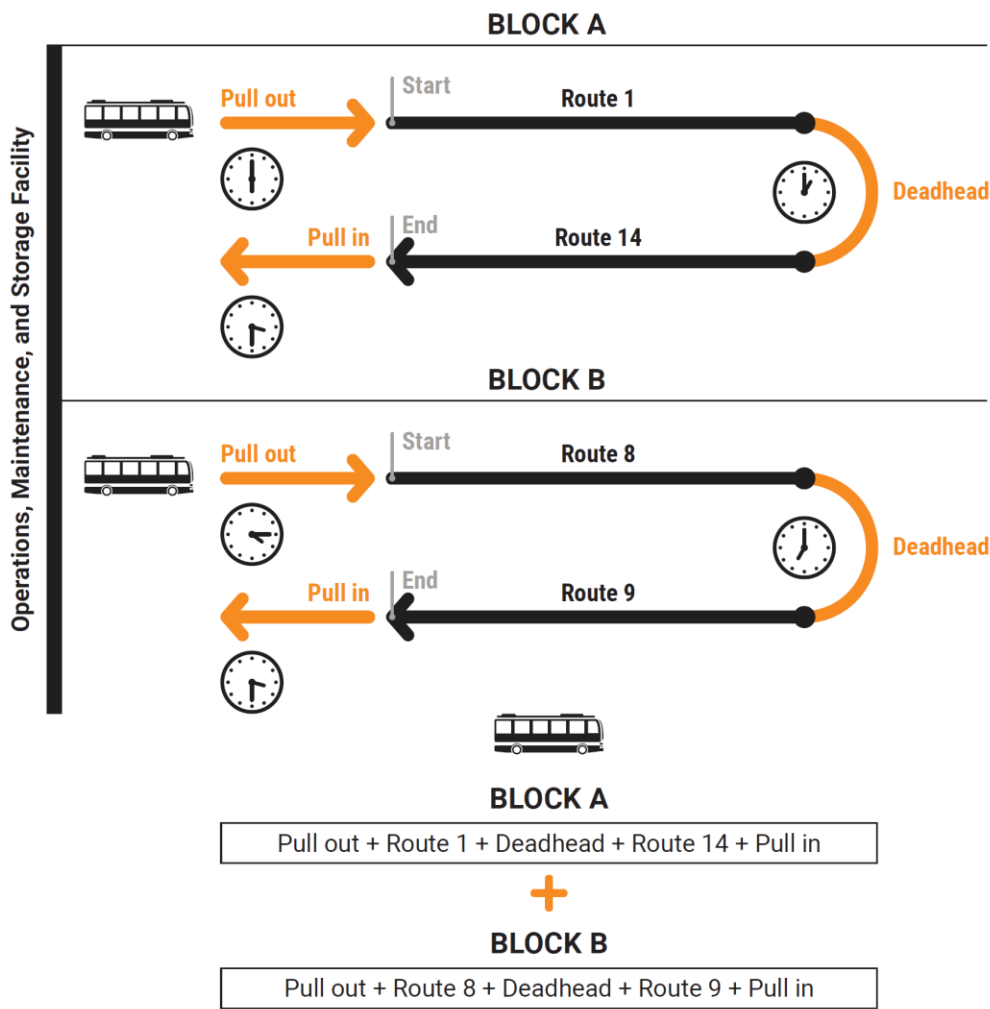 BLOCK A
Operations, Maintenance, and Storage Facility
Pull out
Start
Route 1
Deadhead
Pull in
End
Route 14
BLOCK B
Pull out
Start
Route 8
Deadhead
Pull in
End
Route 9
BLOCK A
Pull out + Route 1 + Deadhead + Route 14 + Pull in
+
BLOCK B
Pull out + Route 8 + Deadhead + Route 9 + Pull in